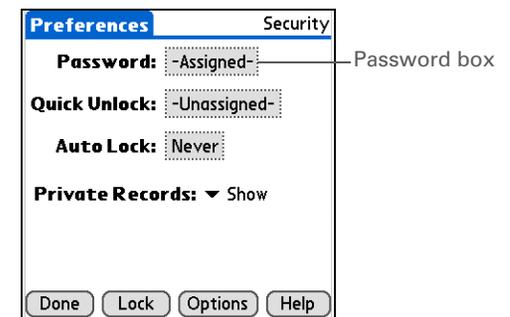 Preferences Security
Password: -Assigned- Password box
Quick Unlock: -Unassigned-
Auto Lock: Never
Private Records: Show
Done Lock Options Help